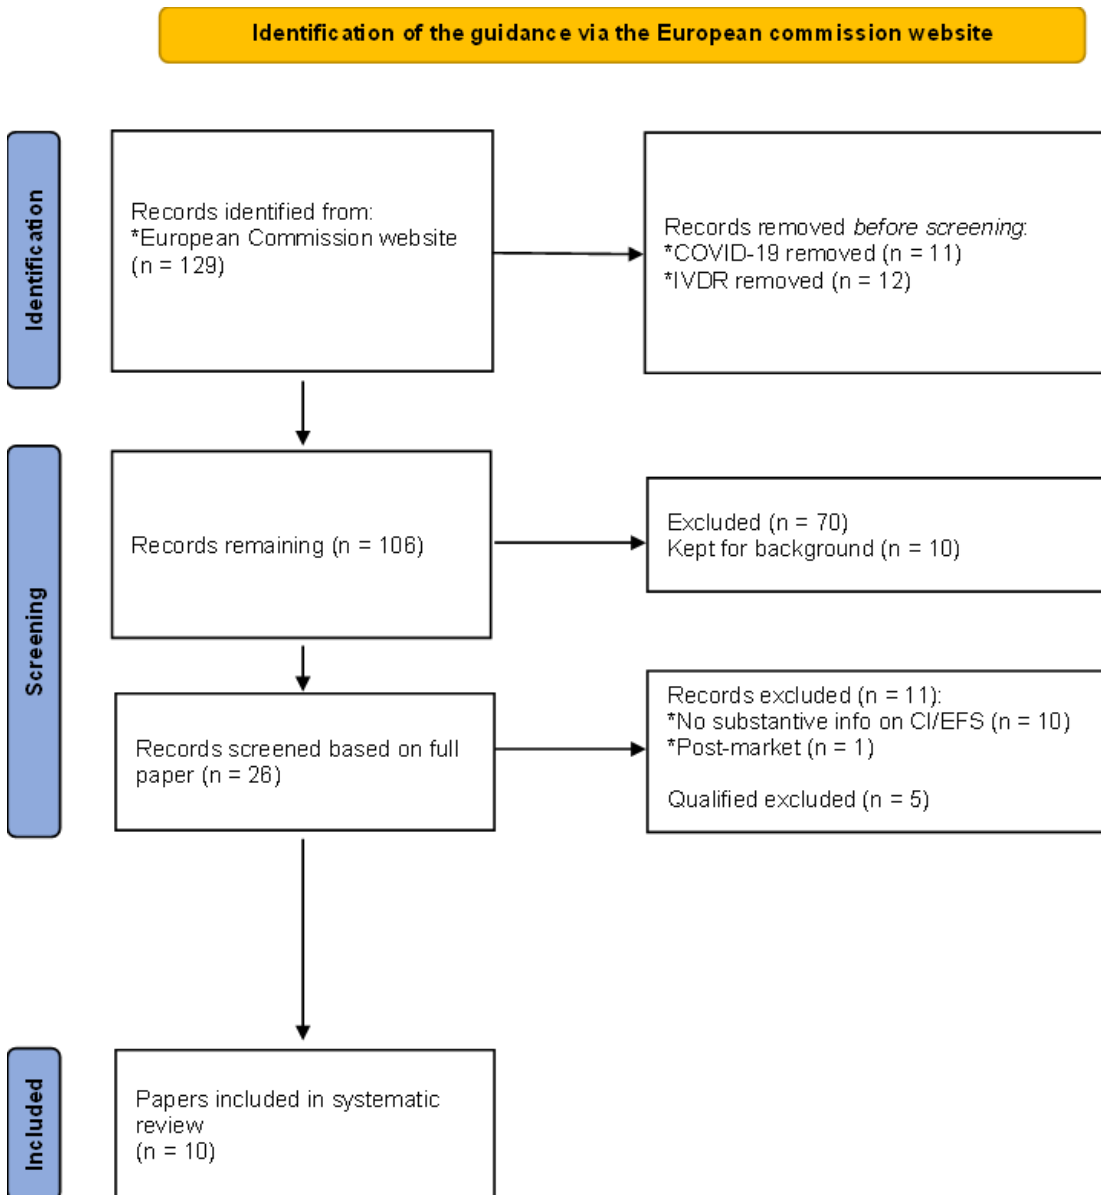 Identification of the guidance via the European commission website
Identification
Records identified from:
*European Commission website
(n = 129)
Records removed before screening:
*COVID-19 removed (n = 11)
*IVDR removed (n = 12)
Screening
Records remaining (n = 106)
Excluded (n = 70)
Kept for background (n = 10)
Records screened based on full
paper (n = 26)
Records excluded (n = 11):
*No substantive info on CI/EFS (n = 10)
*Post-market (n = 1)
Qualified excluded (n = 5)
Included
Papers included in systematic
review
(n = 10)